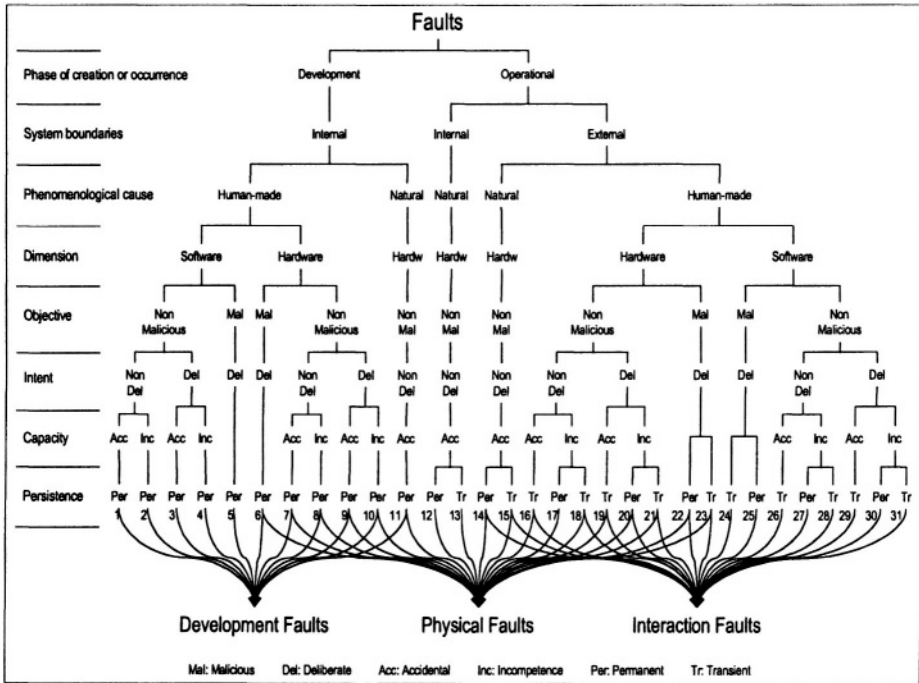 Faults
Phase of creation or occurrence Development Operational
System boundaries Internal Internal External
Phenomenological cause Human-made Natural Natural Natural Human-made
Dimension Software Hardware Hardw Hardw Hardw Hardware Software
Objective Non Mal Mal Non Non Non Non Non Mal Mal Non
Malicious Malicious Mal Mal Mal Malicious Malicious
Intent Non Del Del Del Non Del Non Non Non Non Del Del Del Non Del
Del Del Del Del Del Del Del
Capacity Acc Inc Acc Inc Acc Inc Acc Inc Acc Acc Acc Acc Inc Acc Inc Acc Inc Acc Inc
Persistence Per Per Per Per Per Per Per Per Per Per Per Per Tr Per Tr Tr Per Tr Tr Per Tr Per Tr Tr Per Tr Per Tr Tr Per Tr
1 2 3 4 5 6 7 8 9 10 11 12 13 14 15 16 17 18 19 20 21 22 23 24 25 26 27 28 29 30 31
Development Faults Physical Faults Interaction Faults
Mal: Malicious Del: Deliberate Acc: Accidental Inc: Incompetence Per: Permanent Tr: Transient